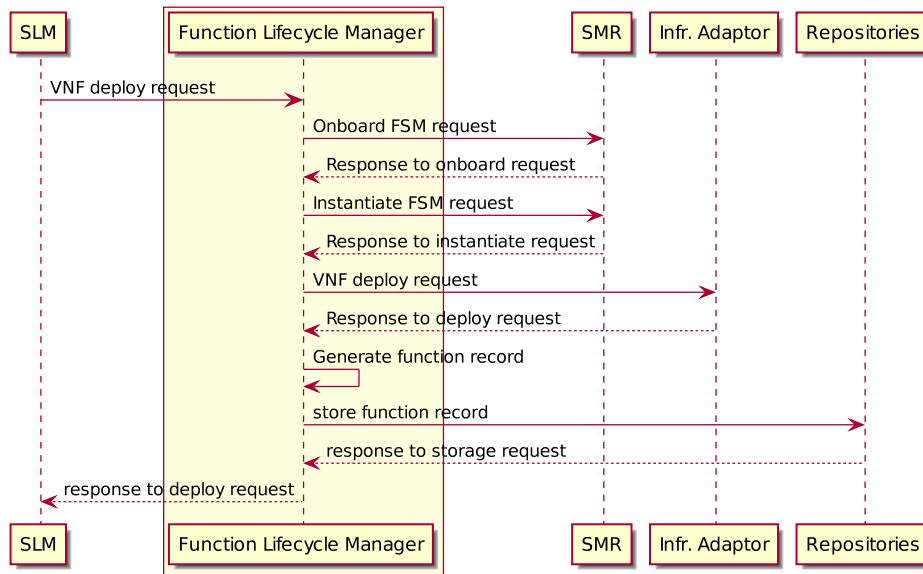 SLM
Function Lifecycle Manager
SMR
Infr. Adaptor
Repositories
VNF deploy request
Onboard FSM request
Response to onboard request
Instantiate FSM request
Response to instantiate request
VNF deploy request
Response to deploy request
Generate function record
store function record
response to storage request
response to deploy request
SLM
Function Lifecycle Manager
SMR
Infr. Adaptor
Repositories